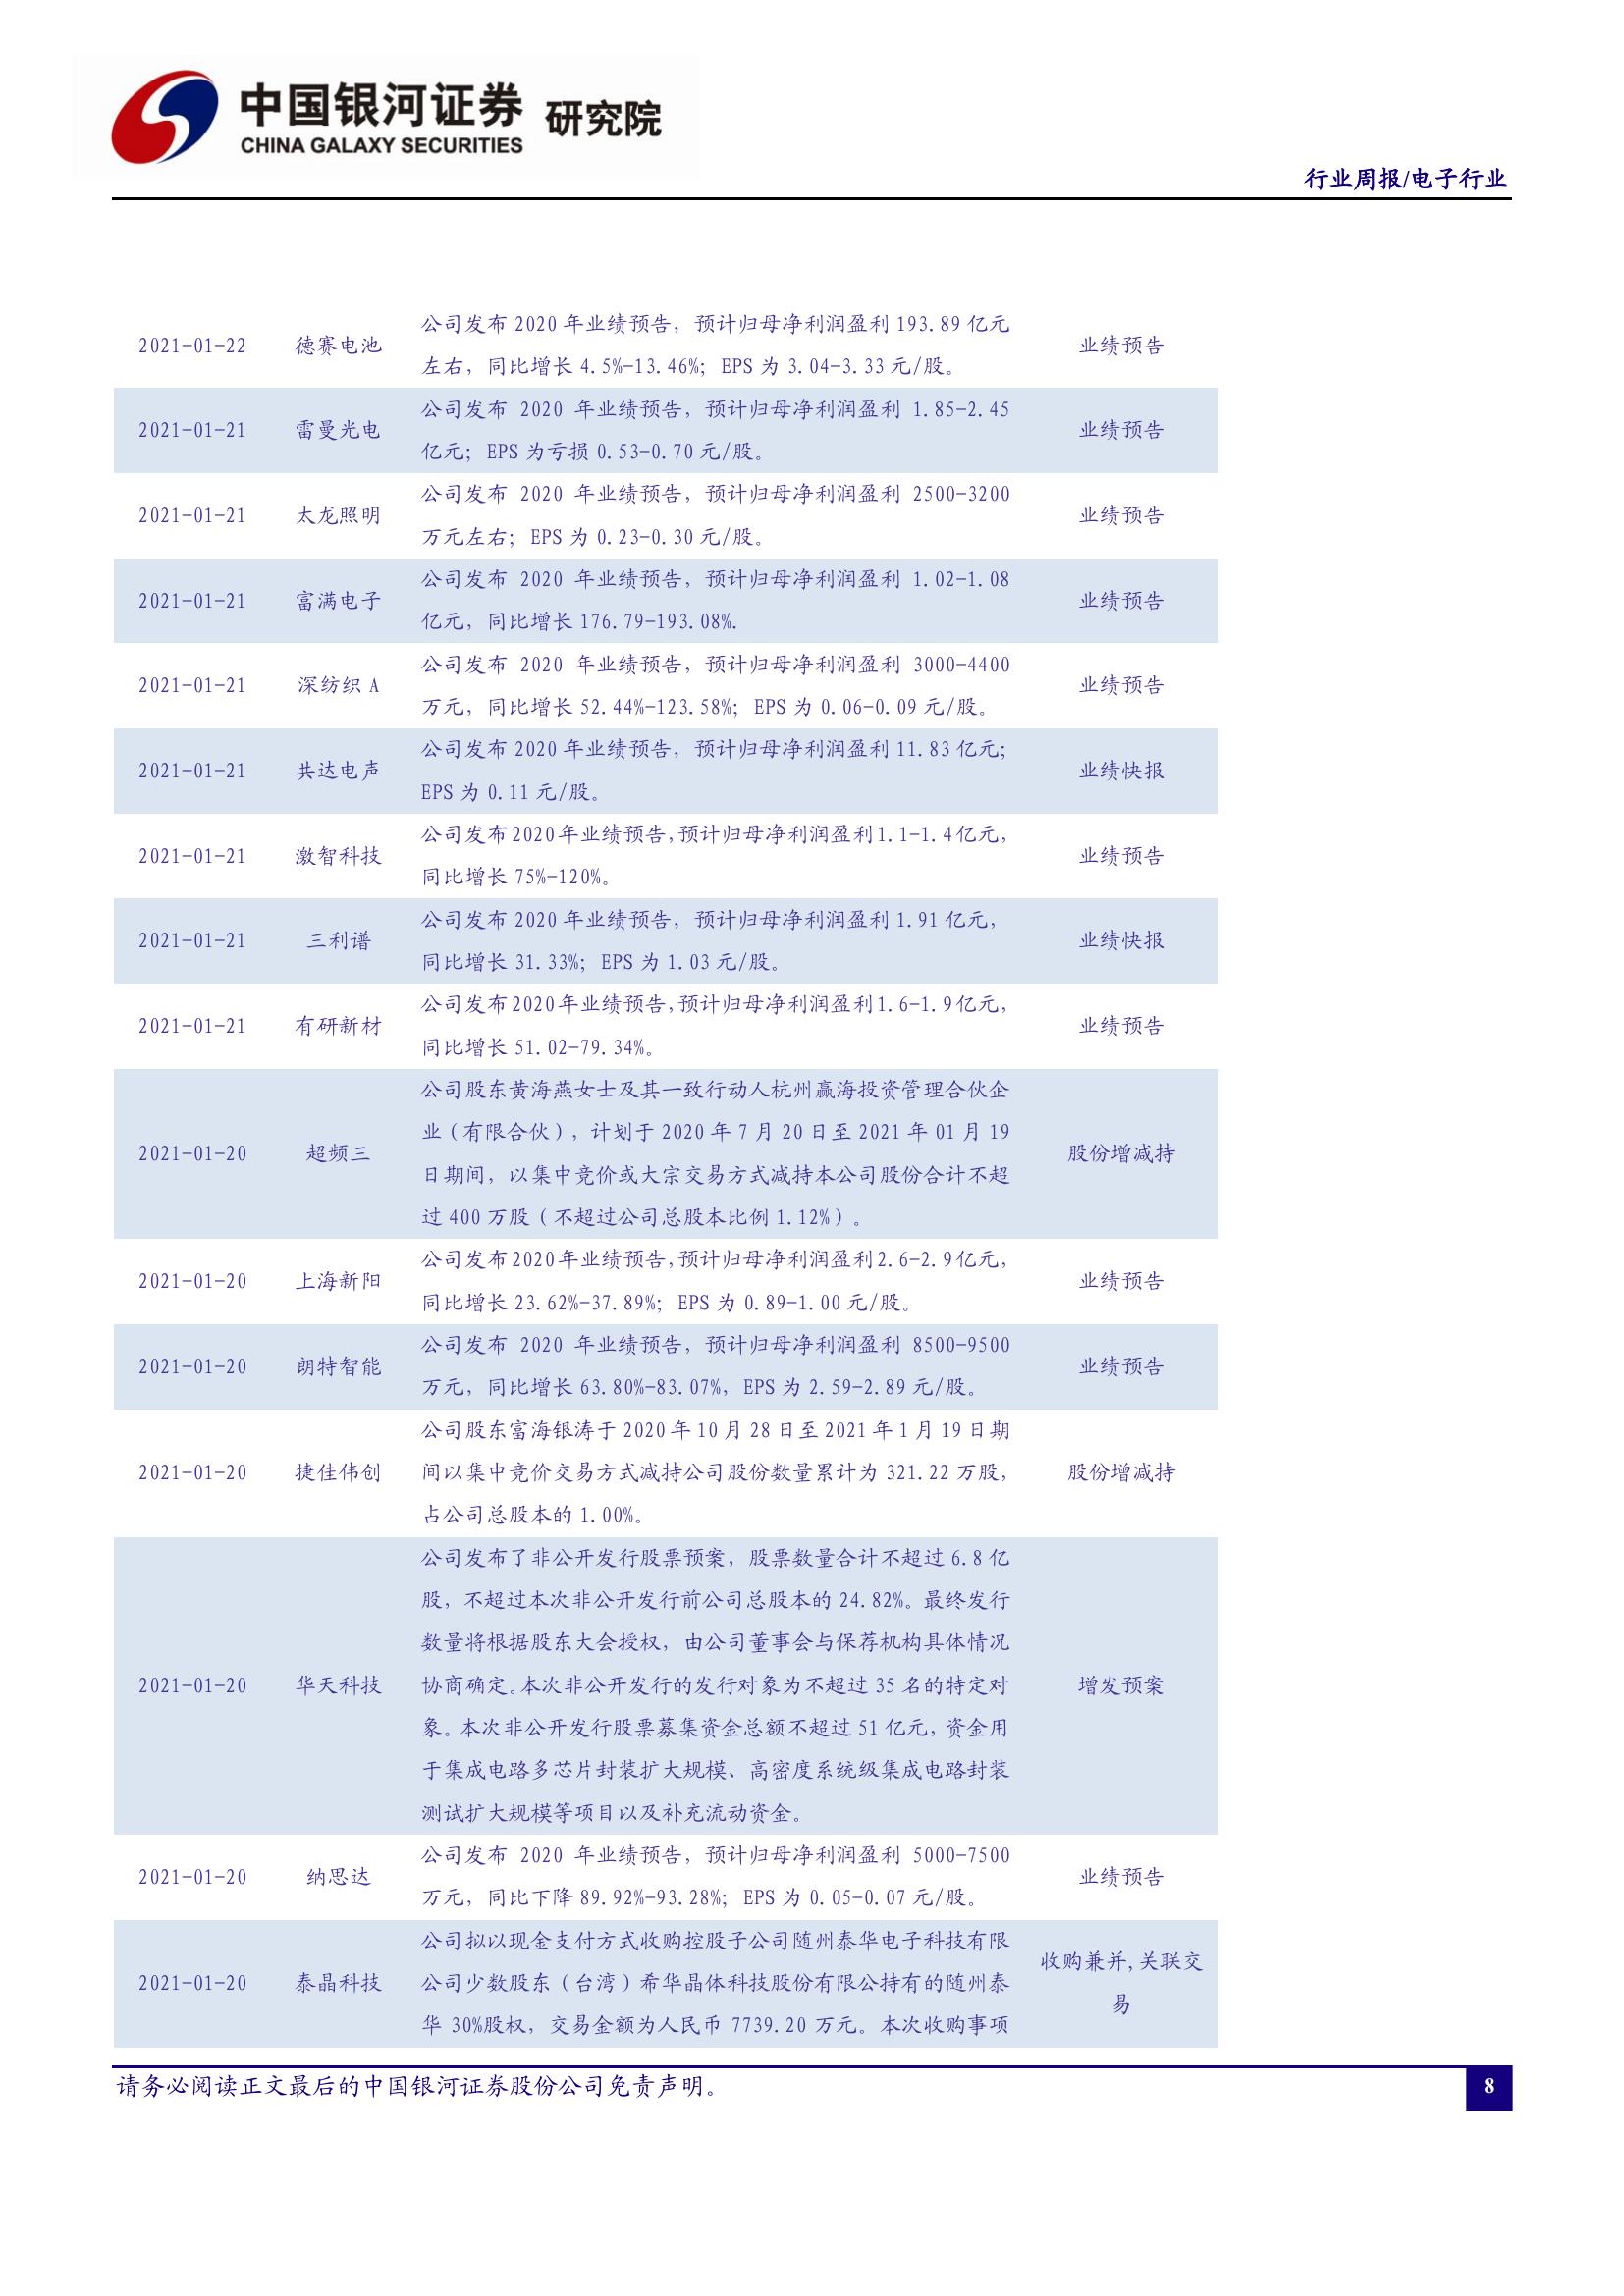 中国银河证券 研究院
CHINA GALAXY SECURITIES
行业周报/电子行业
2021-01-22 德赛电池 公司发布 2020 年业绩预告，预计归母净利润盈利 193.89 亿元
左右，同比增长 4.5%-13.46%；EPS 为 3.04-3.33 元/股。 业绩预告
2021-01-21 雷曼光电 公司发布 2020 年业绩预告，预计归母净利润盈利 1.85-2.45
亿元；EPS 为亏损 0.53-0.70 元/股。 业绩预告
2021-01-21 太龙照明 公司发布 2020 年业绩预告，预计归母净利润盈利 2500-3200
万元左右；EPS 为 0.23-0.30 元/股。 业绩预告
2021-01-21 富满电子 公司发布 2020 年业绩预告，预计归母净利润盈利 1.02-1.08
亿元，同比增长 176.79-193.08%. 业绩预告
2021-01-21 深纺织 A 公司发布 2020 年业绩预告，预计归母净利润盈利 3000-4400
万元，同比增长 52.44%-123.58%；EPS 为 0.06-0.09 元/股。 业绩预告
2021-01-21 共达电声 公司发布 2020 年业绩预告，预计归母净利润盈利 11.83 亿元；
EPS 为 0.11 元/股。 业绩快报
2021-01-21 激智科技 公司发布 2020 年业绩预告，预计归母净利润盈利 1.1-1.4 亿元，
同比增长 75%-120%。 业绩预告
2021-01-21 三利谱 公司发布 2020 年业绩预告，预计归母净利润盈利 1.91 亿元，
同比增长 31.33%；EPS 为 1.03 元/股。 业绩快报
2021-01-21 有研新材 公司发布 2020 年业绩预告，预计归母净利润盈利 1.6-1.9 亿元，
同比增长 51.02-79.34%。 业绩预告
2021-01-20 超频三 公司股东黄海燕女士及其一致行动人杭州赢海投资管理合伙企
业（有限合伙），计划于 2020 年 7 月 20 日至 2021 年 01 月 19
日期间，以集中竞价或大宗交易方式减持本公司股份合计不超
过 400 万股（不超过公司总股本比例 1.12%）。 股份增减持
2021-01-20 上海新阳 公司发布 2020 年业绩预告，预计归母净利润盈利 2.6-2.9 亿元，
同比增长 23.62%-37.89%；EPS 为 0.89-1.00 元/股。 业绩预告
2021-01-20 朗特智能 公司发布 2020 年业绩预告，预计归母净利润盈利 8500-9500
万元，同比增长 63.80%-83.07%，EPS 为 2.59-2.89 元/股。 业绩预告
2021-01-20 捷佳伟创 公司股东富海银涛于 2020 年 10 月 28 日至 2021 年 1 月 19 日期
间以集中竞价交易方式减持公司股份数量累计为 321.22 万股，
占公司总股本的 1.00%。 股份增减持
2021-01-20 华天科技 公司发布了非公开发行股票预案，股票数量合计不超过 6.8 亿
股，不超过本次非公开发行前公司总股本的 24.82%。最终发行
数量将根据股东大会授权，由公司董事会与保荐机构具体情况
协商确定。本次非公开发行的发行对象为不超过 35 名的特定对
象。本次非公开发行股票募集资金总额不超过 51 亿元，资金用
于集成电路多芯片封装扩大规模、高密度系统级集成电路封装
测试扩大规模等项目以及补充流动资金。 增发预案
2021-01-20 纳思达 公司发布 2020 年业绩预告，预计归母净利润盈利 5000-7500
万元，同比下降 89.92%-93.28%；EPS 为 0.05-0.07 元/股。 业绩预告
2021-01-20 泰晶科技 公司拟以现金支付方式收购控股子公司随州泰华电子科技有限
公司少数股东（台湾）希华晶体科技股份有限公持有的随州泰
华 30%股权，交易金额为人民币 7739.20 万元。本次收购事项 收购兼并,关联交
易
请务必阅读正文最后的中国银河证券股份公司免责声明。
8